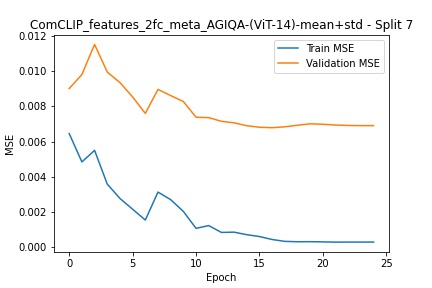 ComCLIP_features_2fc_meta_AGIQA-(ViT-14)-mean+std - Split 7
Train MSE
Validation MSE
MSE
0.012
0.010
0.008
0.006
0.004
0.002
0.000
0 5 10 15 20 25
Epoch